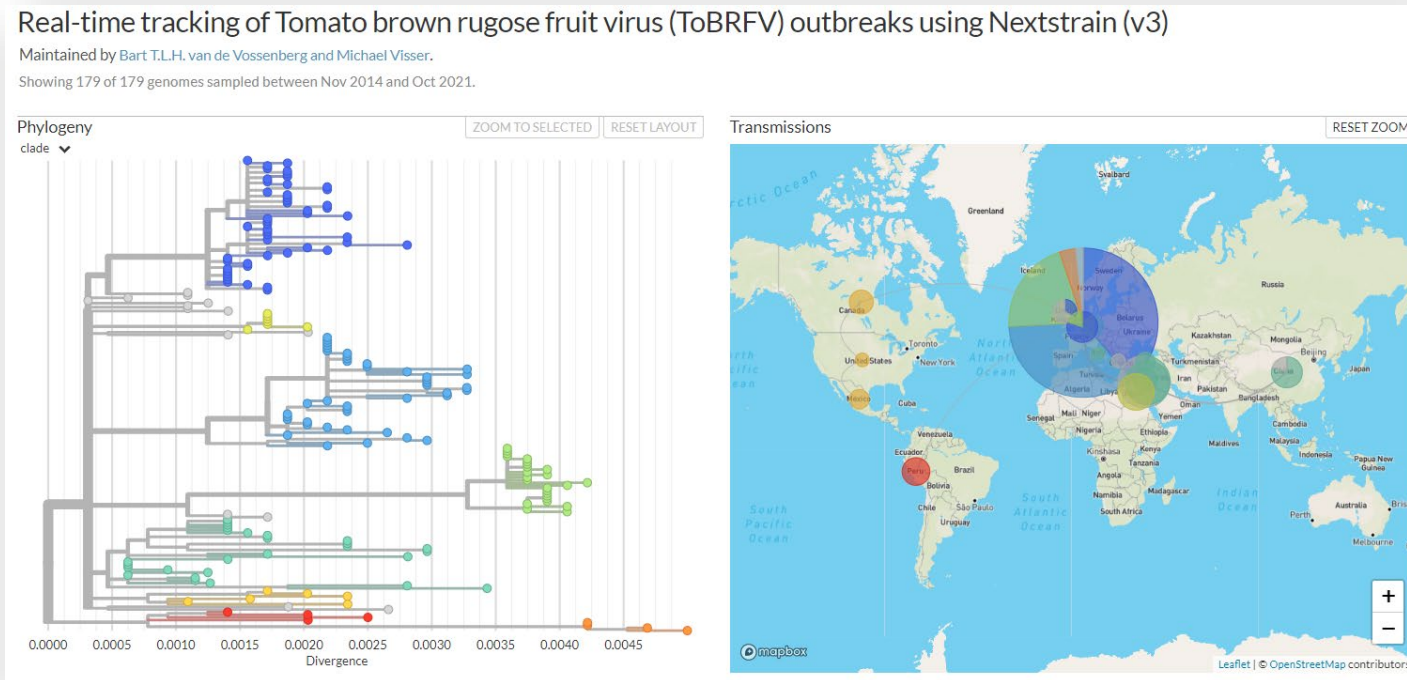 Real-time tracking of Tomato brown rugose fruit virus (ToBRFV) outbreaks using Nextstrain (v3)
Maintained by Bart T.L.H. van de Vossenberg and Michael Visser.
Showing 179 of 179 genomes sampled between Nov 2014 and Oct 2021.
Phylogeny
ZOOM TO SELECTED
RESET LAYOUT
clade
0.0000 0.0005 0.0010 0.0015 0.0020 0.0025 0.0030 0.0035 0.0040 0.0045
Divergence
Transmissions
RESET ZOOM
Svalbard
Ocean
Greenland
Iceland
Sweden
Norway
Russia
Canada
Belarus
Ukraine
Kazakhstan
Mongolia
Toronto
New York
United States
North
Atlantic
Ocean
Spain
Turkmenistan
Beijing
China
Japan
Iran
Pakistan
Algeria
Libya
Mexico
Cuba
Oman
Bangladesh
Senegal
Mali
Niger
Yemen
Cambodia
Venezuela
Nigeria
Ethiopia
Maldives
Malaysia
Ecuador
Kinshasa
Kenya
Indonesia
Papua New
Guinea
Peru
Brazil
Tanzania
Angola
Bolivia
Namibia
Madagascar
Chile
São Paulo
South Africa
Uruguay
South
Pacific
Ocean
South
Atlantic
Ocean
Indian
Ocean
Australia
Perth
Bris
Melbourne
+
−
mapbox
Leaflet | © OpenStreetMap contributors